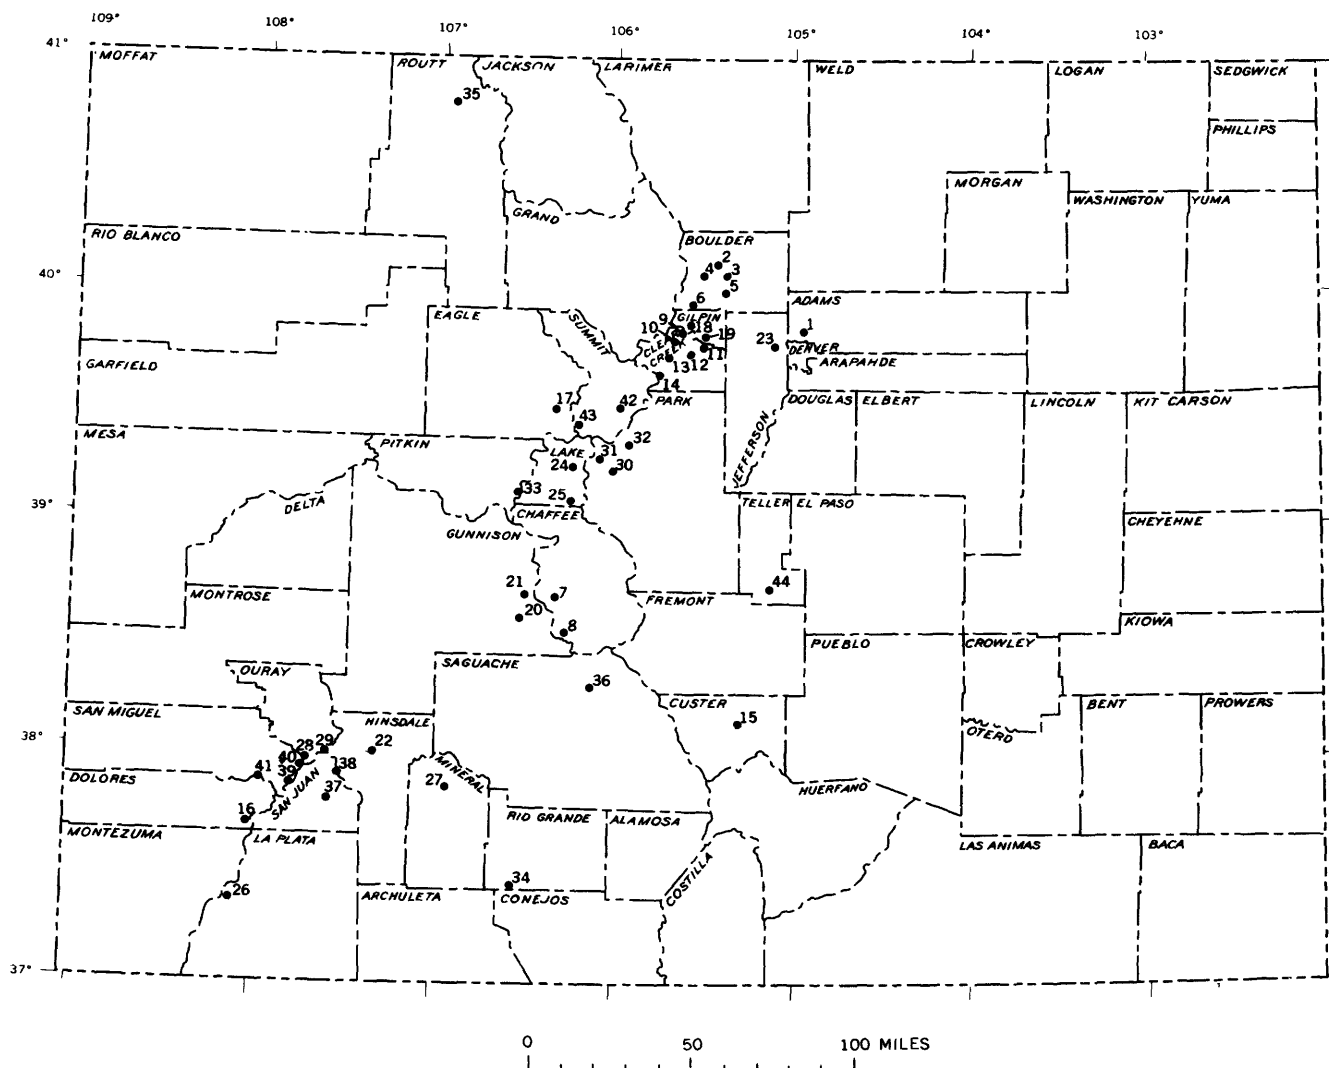 109° 108° 107° 106° 105° 104° 103°
41°
MOFFAT ROUTT JACKSON LARIMER WELD LOGAN SEDGWICK
35
PHILLIPS
MORGAN
WASHINGTON YUMA
GRAND
RIO BLANCO BOULDER
40°
2
4 3
5
6 ADAMS
EAGLE SUMMIT 9 GILPIN
10 18 19 1
CLEAR CREEK 11 23 DENVER
GARFIELD 13 12 ARAPAHOE
14
17 42 PARK DOUGLAS ELBERT LINCOLN KIT CARSON
43
MESA PITKIN 32 JEFFERSON
LAKE 31
24 30
33 25
39°
DELTA CHAFFEE TELLER EL PASO
GUNNISON CHEYEHNE
21 7 44
MONTROSE FREMONT
20
8 KIOWA
PUEBLO CROWLEY
OURAY SAGUACHE
36
SAN MIGUEL HINSDALE CUSTER 15 BENT PROWERS
OTERO
38°
28 29 22
40
41 39 38 MINERAL
DOLORES SAN JUAN 37 27 HUERFANO
16
MONTEZUMA LA PLATA RIO GRANDE ALAMOSA LAS ANIMAS BACA
COSTILLA
26 34
ARCHULETA CONEJOS
37°
0 50 100 MILES